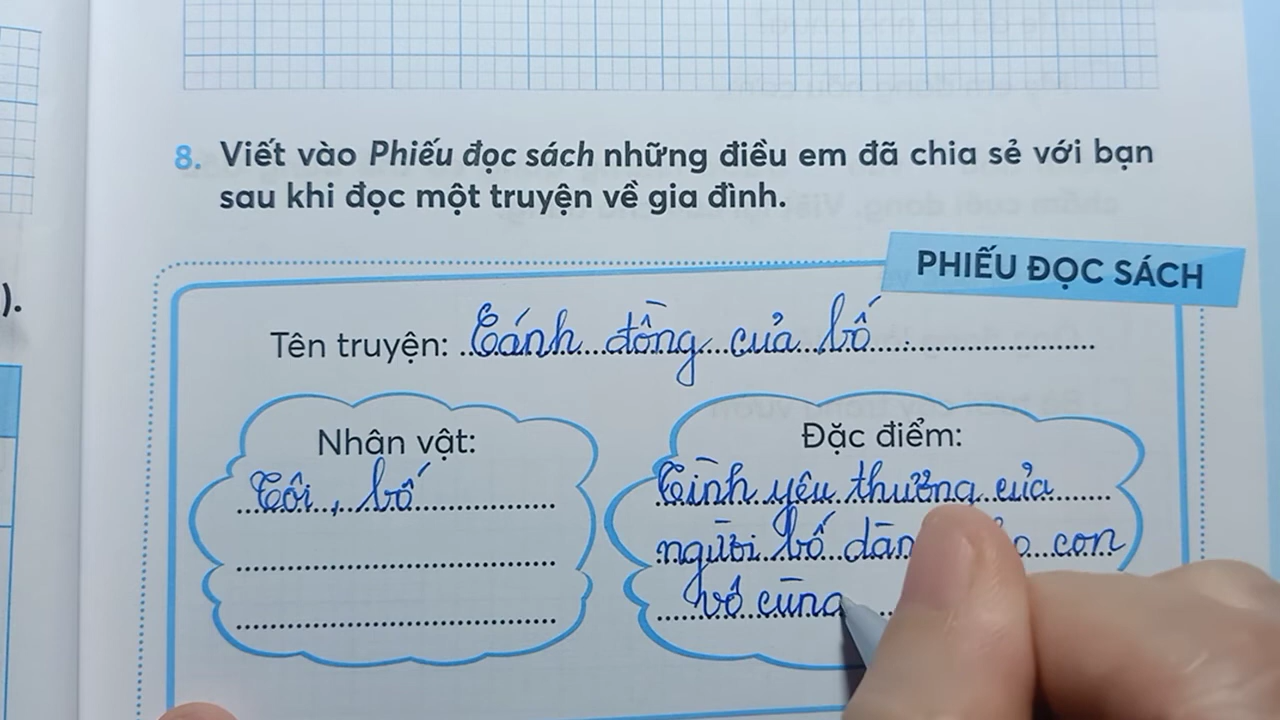 8. Viết vào Phiếu đọc sách những điều em đã chia sẻ với bạn
sau khi đọc một truyện về gia đình.
PHIẾU ĐỌC SÁCH
Tên truyện: Cánh đồng của bố
Nhân vật:
Tôi, bố
Đặc điểm:
Tình yêu thương của
người bố con
vô cùng
).